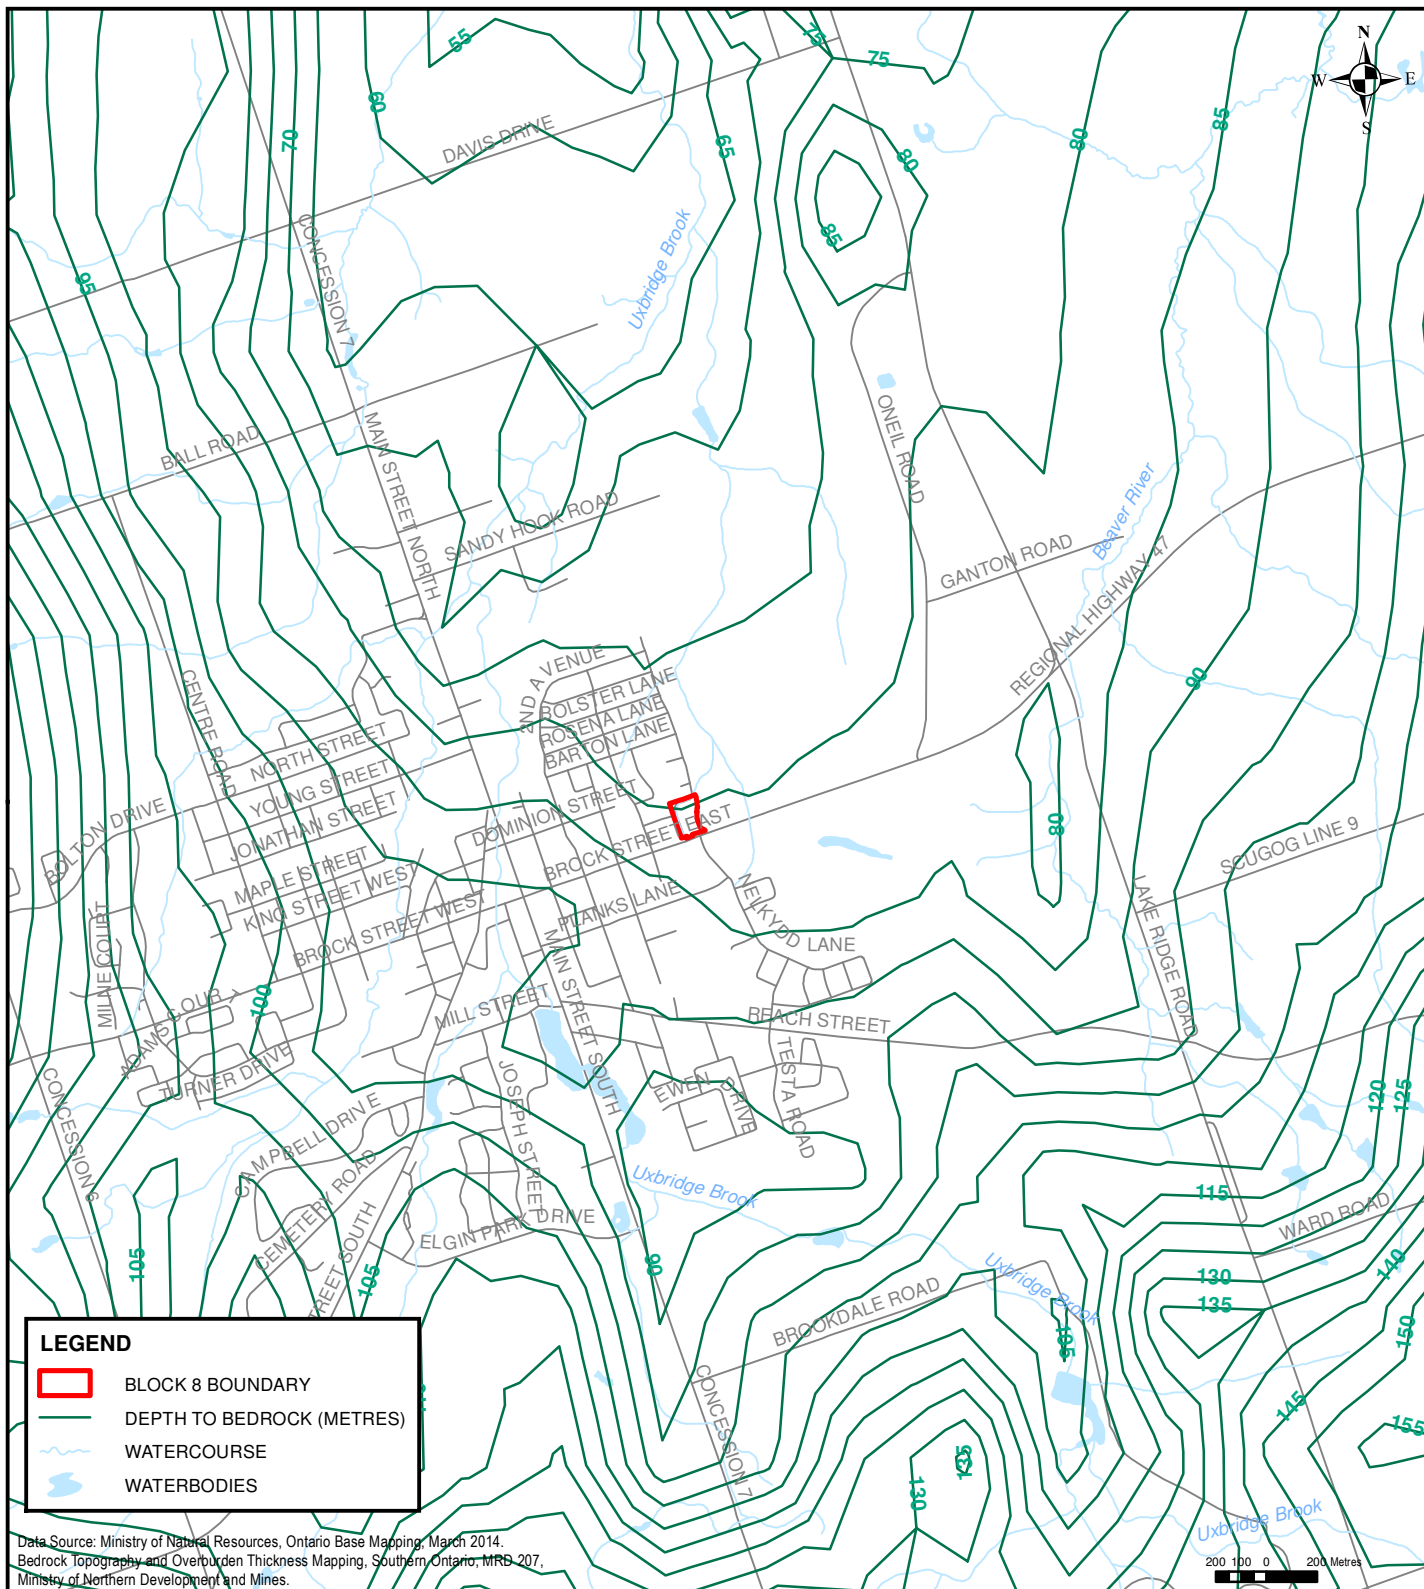 55
75
75
N
W
E
S
60
70
DAVIS DRIVE
65
80
80
85
CONCESSION 7
Uxbridge Brook
85
95
BALL ROAD
MAIN STREET NORTH
ONEIL ROAD
SANDY HOOK ROAD
Beaver River
GANTON ROAD
REGIONAL HIGHWAY 47
CENTRE ROAD
2ND AVENUE
BOLSTER LANE
ROSENA LANE
BARTON LANE
90
NORTH STREET
YOUNG STREET
JONATHAN STREET
BOLTON DRIVE
DOMINION STREET
BROCK STREET EAST
MAPLE STREET
KING STREET WEST
80
SCUGOG LINE 9
BROCK STREET WEST
PLANKS LANE
NELKYDD LANE
LAKE RIDGE ROAD
MILNE COURT
MAIN STREET SOUTH
ADAMS COUR
100
MILL STREET
REACH STREET
TURNER DRIVE
JOSEPH STREET
EWEN DRIVE
TESTA ROAD
120
125
CONCESSION 6
CAMPBELL DRIVE
CEMETERY ROAD
Uxbridge Brook
115
WARD ROAD
TREET SOUTH
ELGIN PARK DRIVE
105
105
90
Uxbridge Brook
130
135
140
150
BROOKDALE ROAD
105
CONCESSION 7
145
155
135
130
Uxbridge Brook
LEGEND
BLOCK 8 BOUNDARY
DEPTH TO BEDROCK (METRES)
WATERCOURSE
WATERBODIES
Data Source: Ministry of Natural Resources, Ontario Base Mapping, March 2014.
Bedrock Topography and Overburden Thickness Mapping, Southern Ontario, MRD 207,
Ministry of Northern Development and Mines.
200 100 0 200 Metres